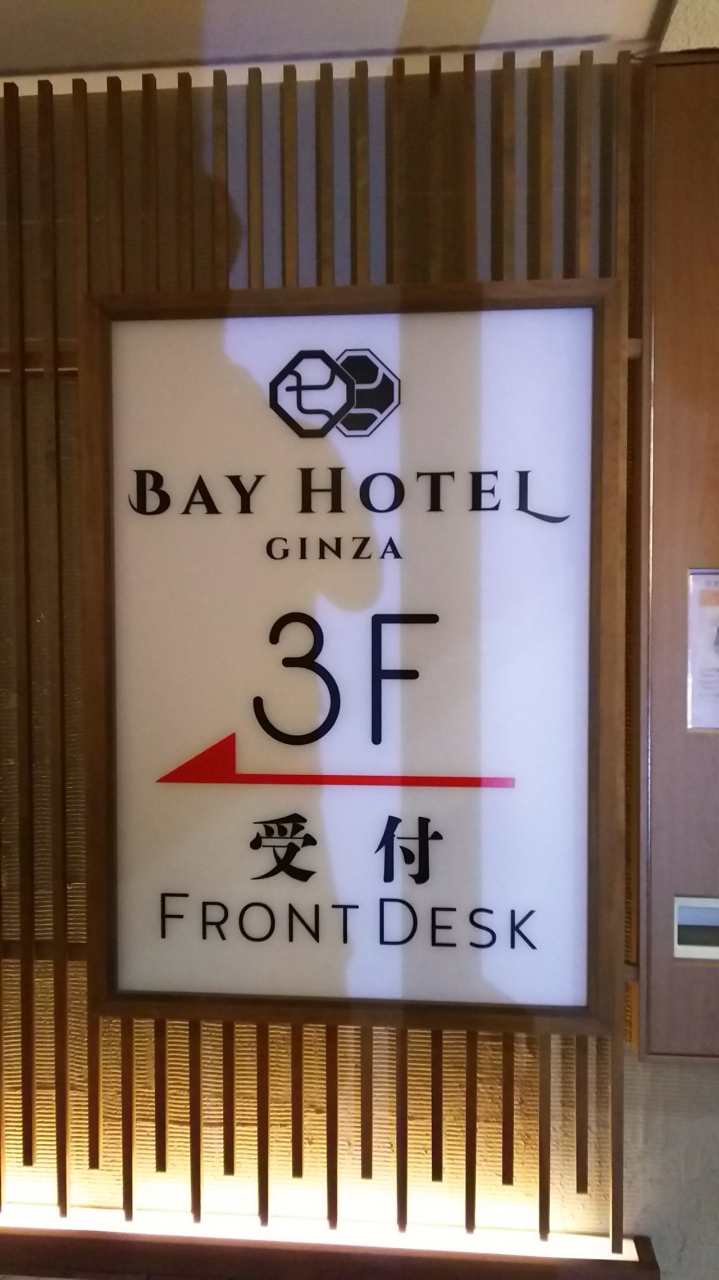 BAY HOTEL
GINZA
3F
受付
FRONT DESK